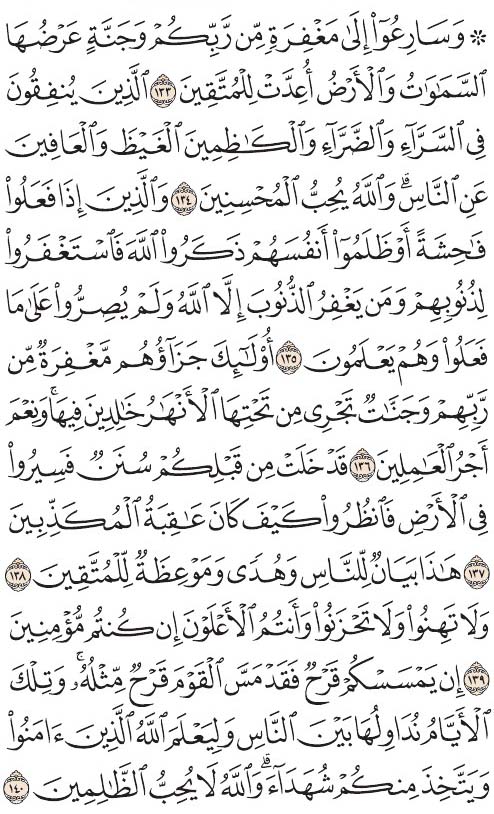 ۞ وَسَارِعُوٓاْ إِلَىٰ مَغۡفِرَةٖ مِّن رَّبِّكُمۡ وَجَنَّةٍ عَرۡضُهَا
ٱلسَّمَٰوَٰتُ وَٱلۡأَرۡضُ أُعِدَّتۡ لِلۡمُتَّقِينَ ١٣٣ ٱلَّذِينَ يُنفِقُونَ
فِي ٱلسَّرَّآءِ وَٱلضَّرَّآءِ وَٱلۡكَٰظِمِينَ ٱلۡغَيۡظَ وَٱلۡعَافِينَ
عَنِ ٱلنَّاسِۗ وَٱللَّهُ يُحِبُّ ٱلۡمُحۡسِنِينَ ١٣٤ وَٱلَّذِينَ إِذَا فَعَلُواْ
فَٰحِشَةً أَوۡ ظَلَمُوٓاْ أَنفُسَهُمۡ ذَكَرُواْ ٱللَّهَ فَٱسۡتَغۡفَرُواْ
لِذُنُوبِهِمۡ وَمَن يَغۡفِرُ ٱلذُّنُوبَ إِلَّا ٱللَّهُ وَلَمۡ يُصِرُّواْ عَلَىٰ مَا
فَعَلُواْ وَهُمۡ يَعۡلَمُونَ ١٣٥ أُوْلَٰٓئِكَ جَزَآؤُهُم مَّغۡفِرَةٞ مِّن
رَّبِّهِمۡ وَجَنَّٰتٞ تَجۡرِي مِن تَحۡتِهَا ٱلۡأَنۡهَٰرُ خَٰلِدِينَ فِيهَاۚ وَنِعۡمَ
أَجۡرُ ٱلۡعَٰمِلِينَ ١٣٦ قَدۡ خَلَتۡ مِن قَبۡلِكُمۡ سُنَنٞ فَسِيرُواْ
فِي ٱلۡأَرۡضِ فَٱنظُرُواْ كَيۡفَ كَانَ عَٰقِبَةُ ٱلۡمُكَذِّبِينَ
١٣٧ هَٰذَا بَيَانٞ لِّلنَّاسِ وَهُدٗى وَمَوۡعِظَةٞ لِّلۡمُتَّقِينَ ١٣٨
وَلَا تَهِنُواْ وَلَا تَحۡزَنُواْ وَأَنتُمُ ٱلۡأَعۡلَوۡنَ إِن كُنتُم مُّؤۡمِنِينَ
١٣٩ إِن يَمۡسَسۡكُمۡ قَرۡحٞ فَقَدۡ مَسَّ ٱلۡقَوۡمَ قَرۡحٞ مِّثۡلُهُۥۚ وَتِلۡكَ
ٱلۡأَيَّامُ نُدَاوِلُهَا بَيۡنَ ٱلنَّاسِ وَلِيَعۡلَمَ ٱللَّهُ ٱلَّذِينَ ءَامَنُواْ
وَيَتَّخِذَ مِنكُمۡ شُهَدَآءَۗ وَٱللَّهُ لَا يُحِبُّ ٱلظَّٰلِمِينَ ١٤٠